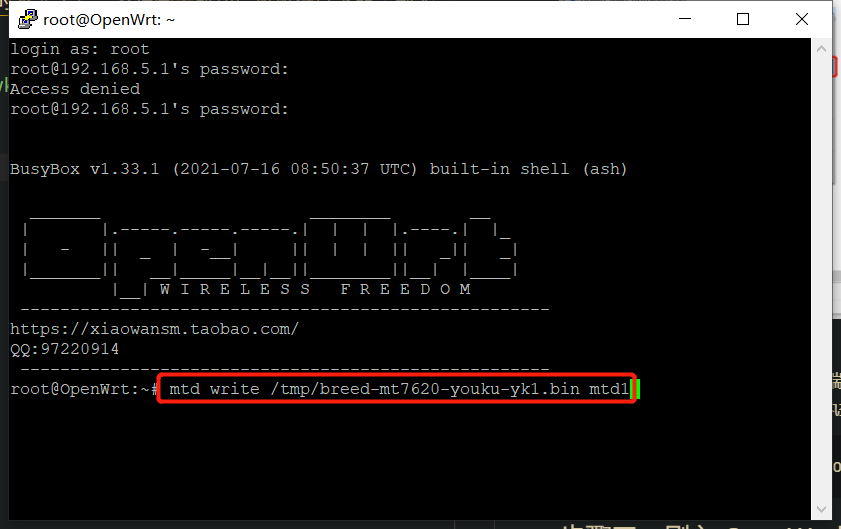 root@OpenWrt: ~
login as: root
root@192.168.5.1's password:
Access denied
root@192.168.5.1's password:
BusyBox v1.33.1 (2021-07-16 08:50:37 UTC) built-in shell (ash)
OpenWrt
W I R E L E S S   F R E E D O M
-----------------------------------------------------
https://xiaowansm.taobao.com/
QQ:97220914
-----------------------------------------------------
root@OpenWrt:~# mtd write /tmp/breed-mt7620-youku-yk1.bin mtd1